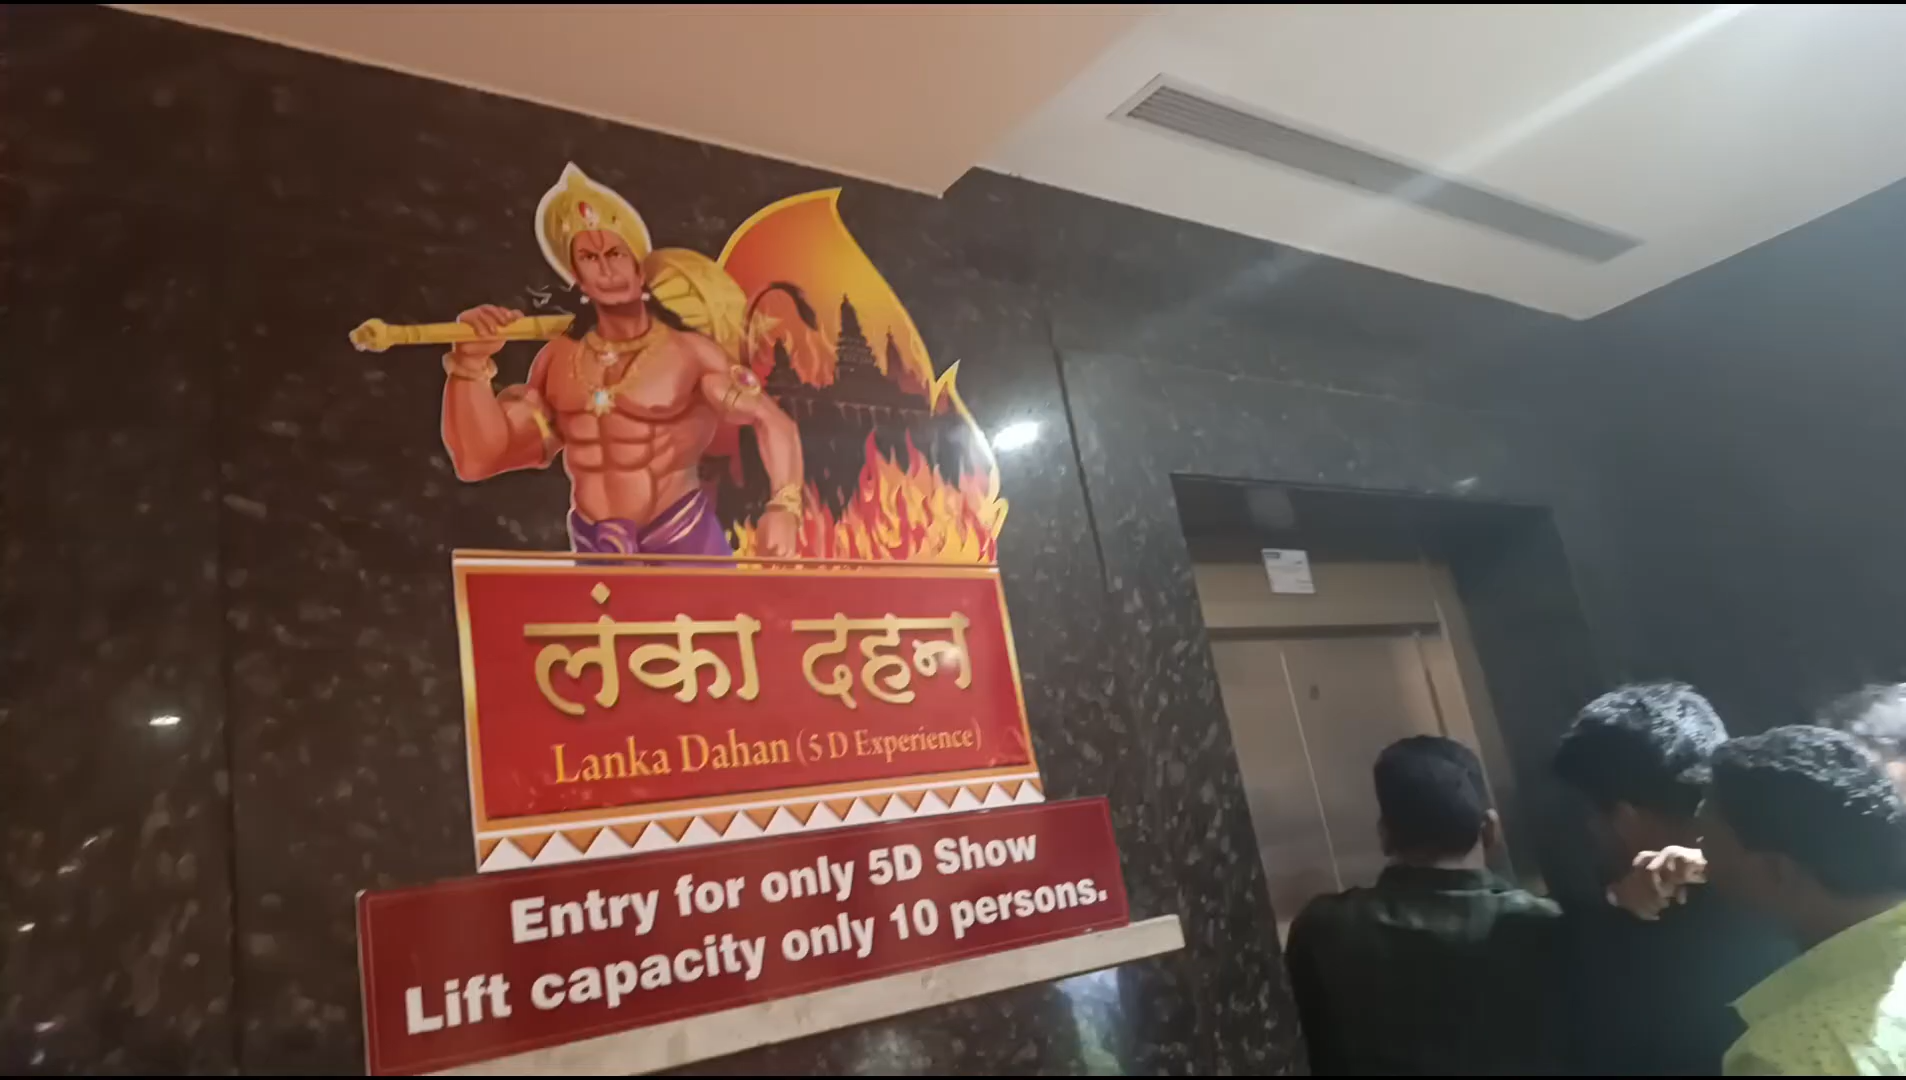 लंका दहन
Lanka Dahan (5 D Experience)
Entry for only 5D Show
Lift capacity only 10 persons.